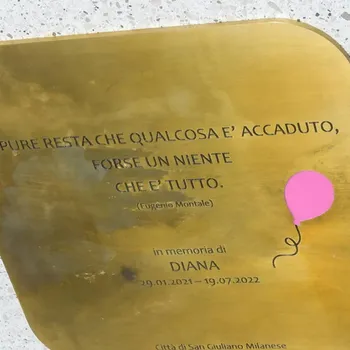 PURE RESTA CHE QUALCOSA E' ACCADUTO,
FORSE UN NIENTE
CHE E' TUTTO.
(Eugenio Montale)
in memoria di
DIANA
29.01.2021 – 19.07.2022
Città di San Giuliano Milanese